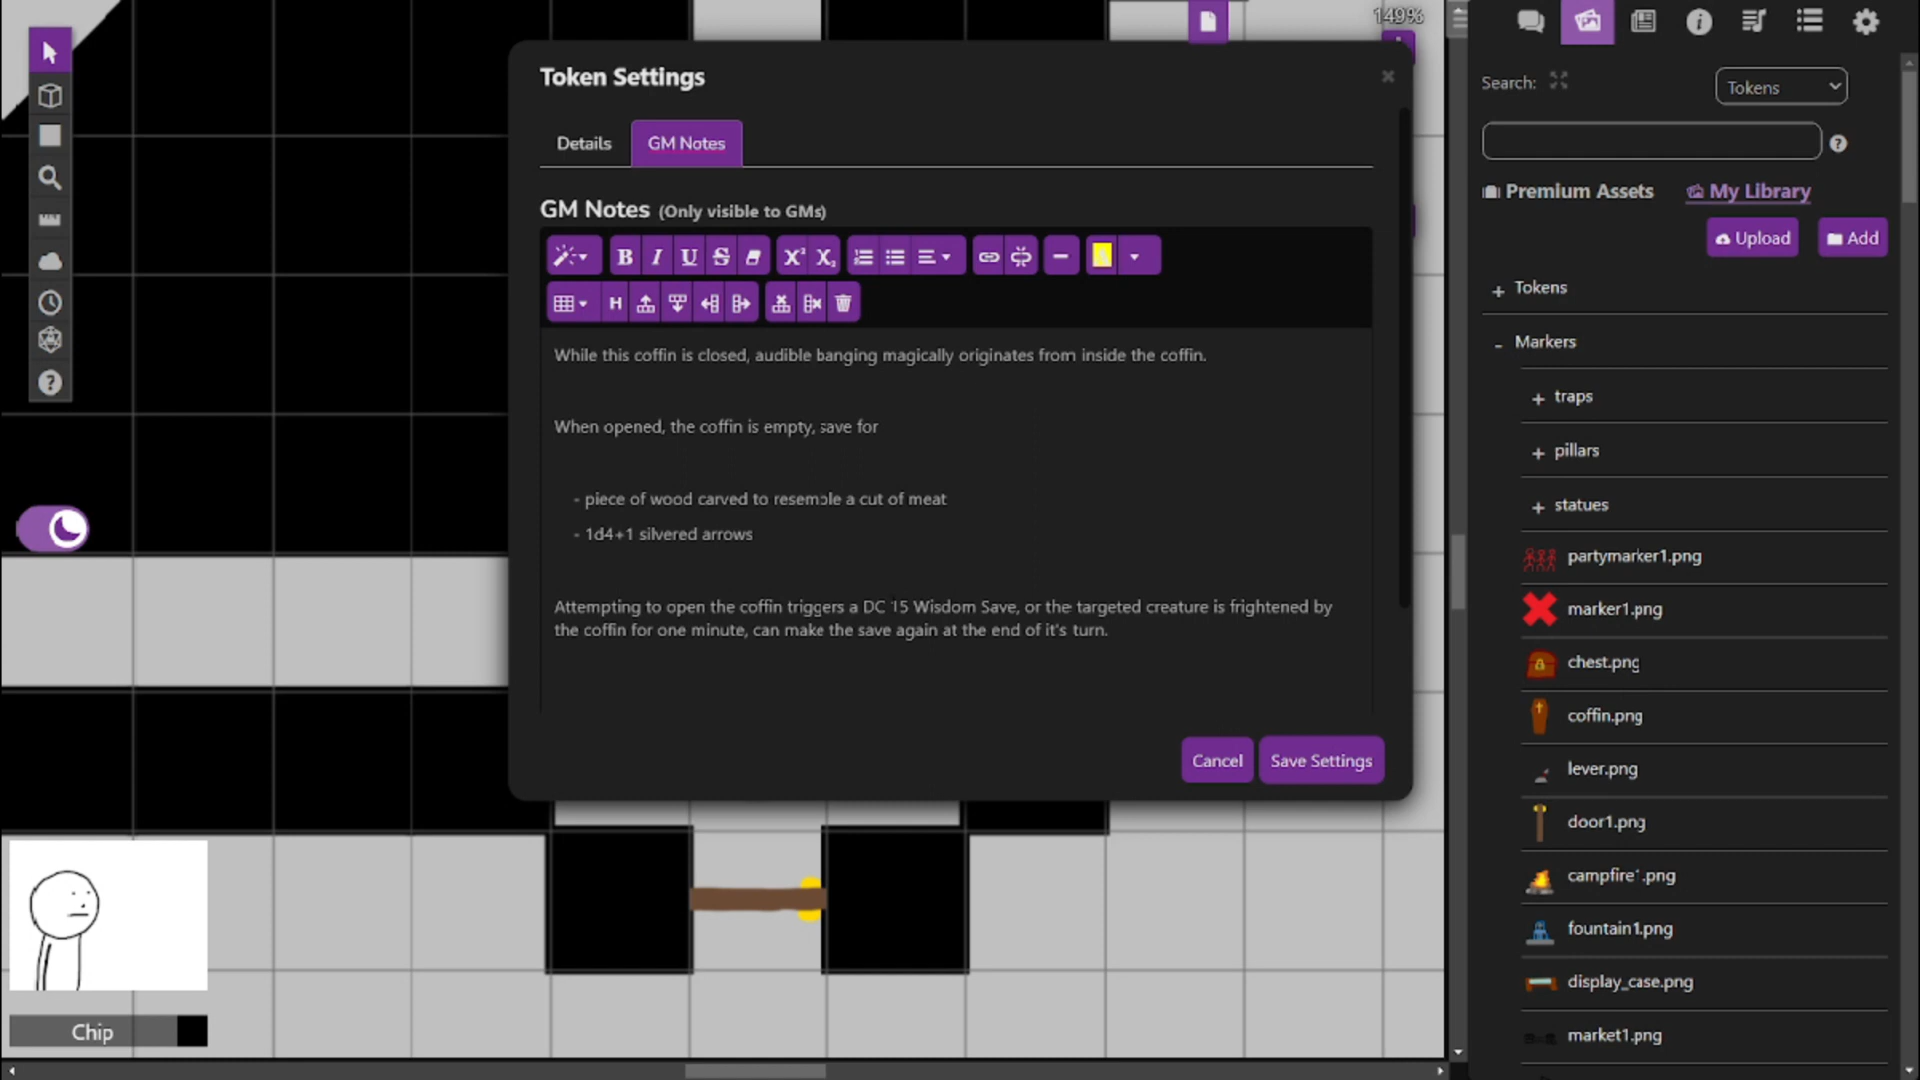 149%
Token Settings
×
Details
GM Notes
GM Notes (Only visible to GMs)
B I U S X² X₂
H
While this coffin is closed, audible banging magically originates from inside the coffin.
When opened, the coffin is empty, save for
- piece of wood carved to resemble a cut of meat
- 1d4+1 silvered arrows
Attempting to open the coffin triggers a DC 15 Wisdom Save, or the targeted creature is frightened by
the coffin for one minute, can make the save again at the end of it's turn.
Cancel
Save Settings
Chip
Search:
Tokens
Premium Assets
My Library
Upload
Add
+ Tokens
- Markers
+ traps
+ pillars
+ statues
partymarker1.png
marker1.png
chest.png
coffin.png
lever.png
door1.png
campfire1.png
fountain1.png
display_case.png
market1.png